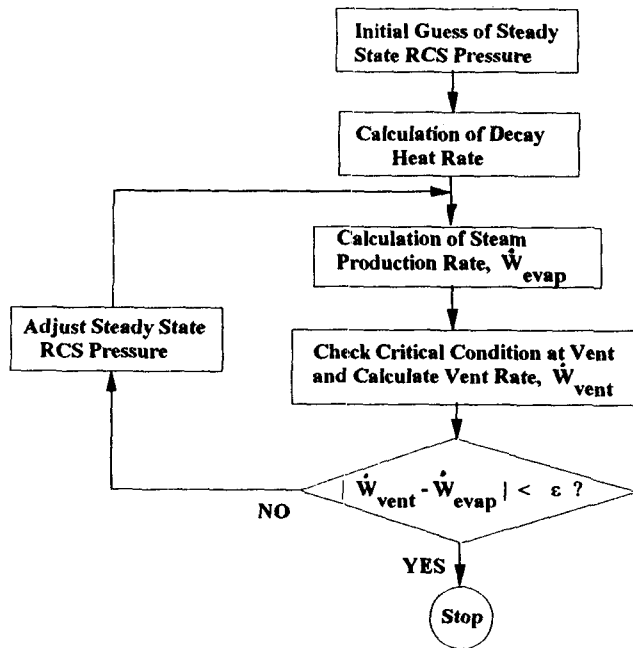 Initial Guess of Steady
State RCS Pressure
Calculation of Decay
Heat Rate
Calculation of Steam
Production Rate, Ẇevap
Adjust Steady State
RCS Pressure
Check Critical Condition at Vent
and Calculate Vent Rate, Ẇvent
| Ẇvent - Ẇevap | < ε ?
NO
YES
Stop